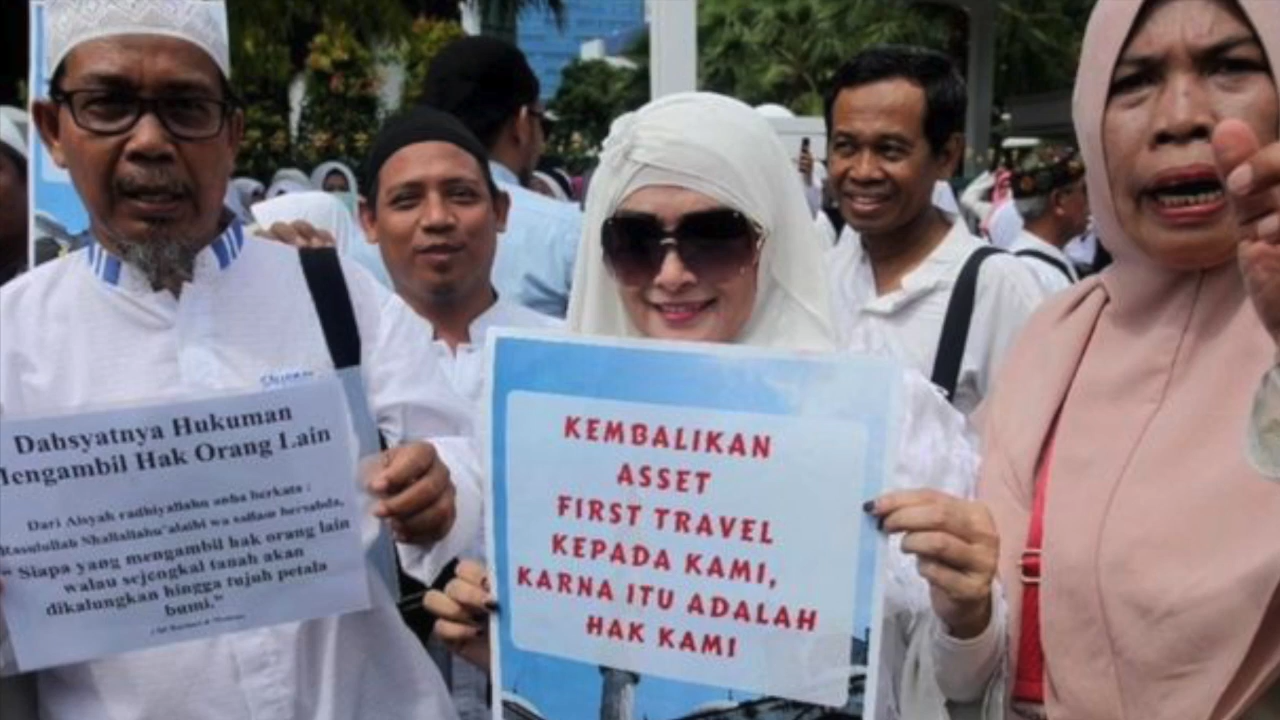 Dahsyatnya Hukuman
Mengambil Hak Orang Lain
Dari Aisyah radhiyallahu anha berkata :
Rasulullah Shallallahu'alaihi wa sallam bersabda,
" Siapa yang mengambil hak orang lain
walau sejengkal tanah akan
dikalungkan hingga tujuh petala
bumi."
KEMBALIKAN
ASSET
FIRST TRAVEL
KEPADA KAMI,
KARNA ITU ADALAH
HAK KAMI